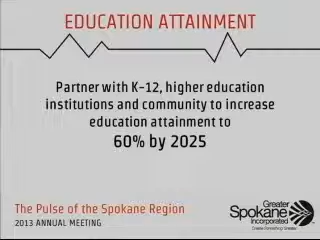 EDUCATION ATTAINMENT
Partner with K-12, higher education
institutions and community to increase
education attainment to
60% by 2025
The Pulse of the Spokane Region
2013 ANNUAL MEETING
Greater
Spokane
Incorporated